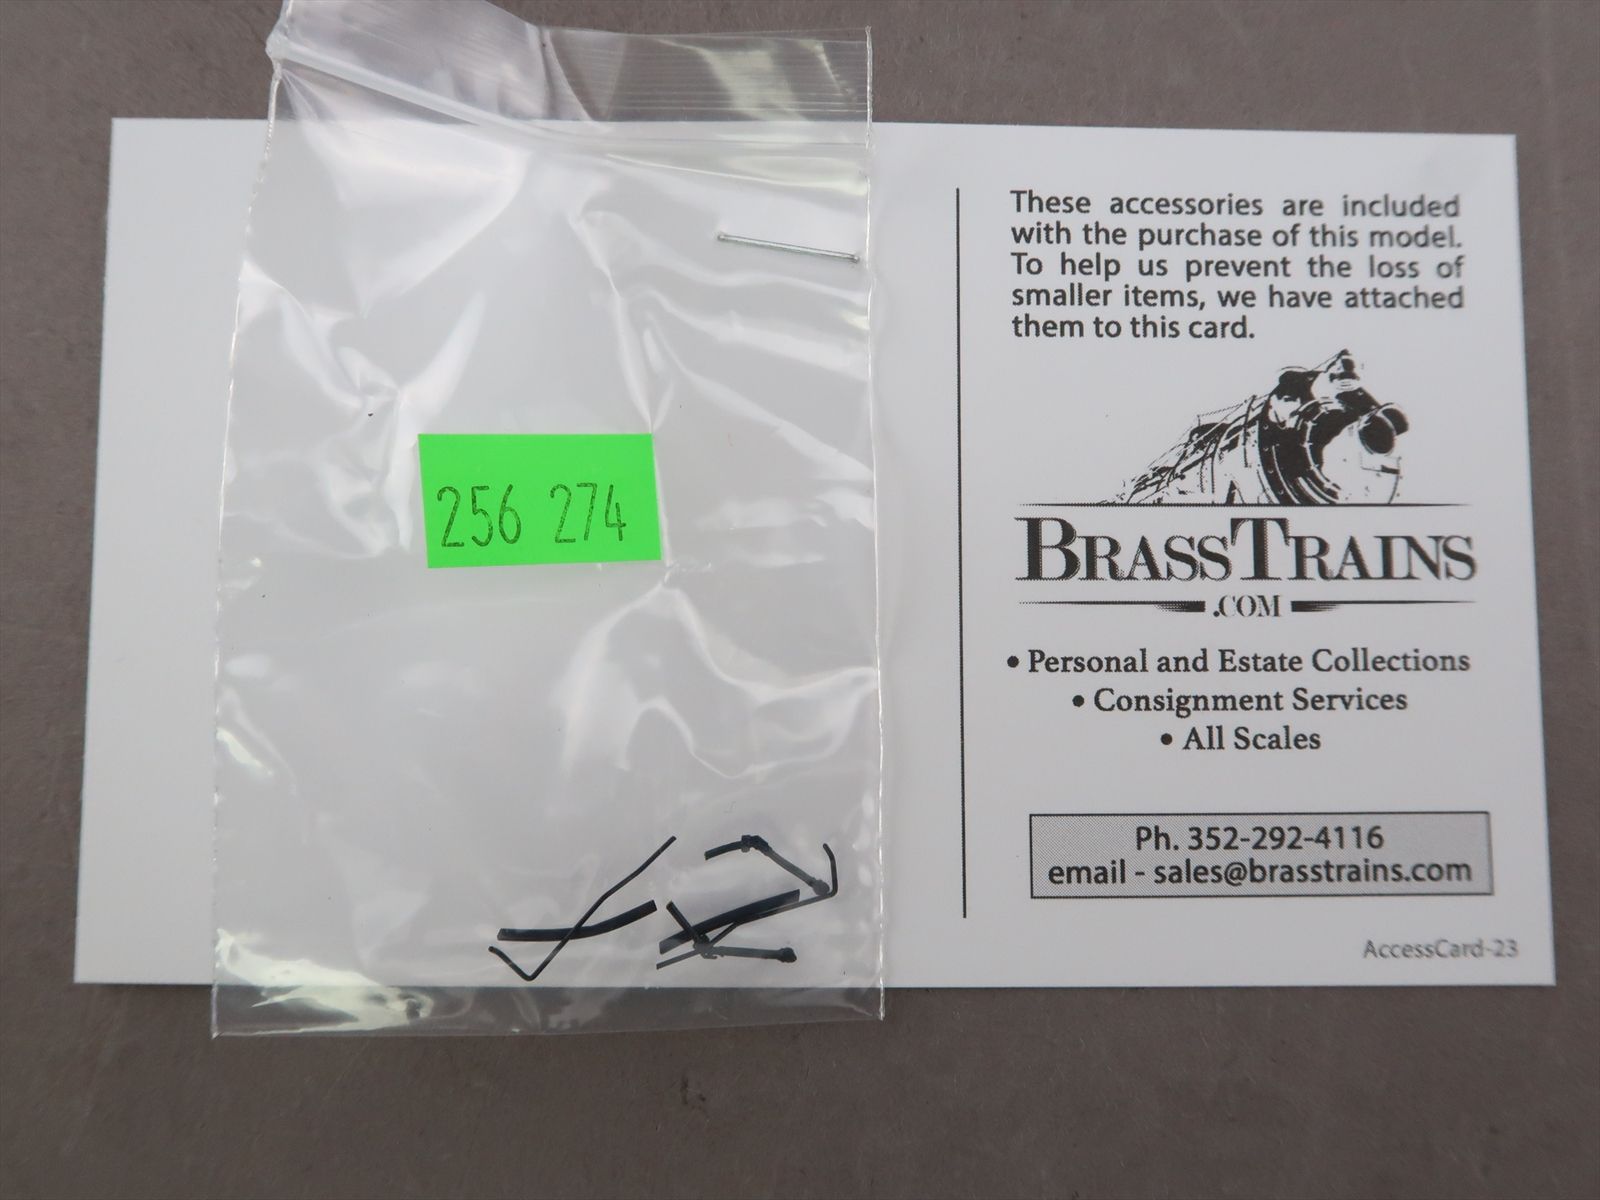 256 274
These accessories are included
with the purchase of this model.
To help us prevent the loss of
smaller items, we have attached
them to this card.
BRASSTRAINS
.COM
• Personal and Estate Collections
• Consignment Services
• All Scales
Ph. 352-292-4116
email - sales@brasstrains.com
AccessCard-23